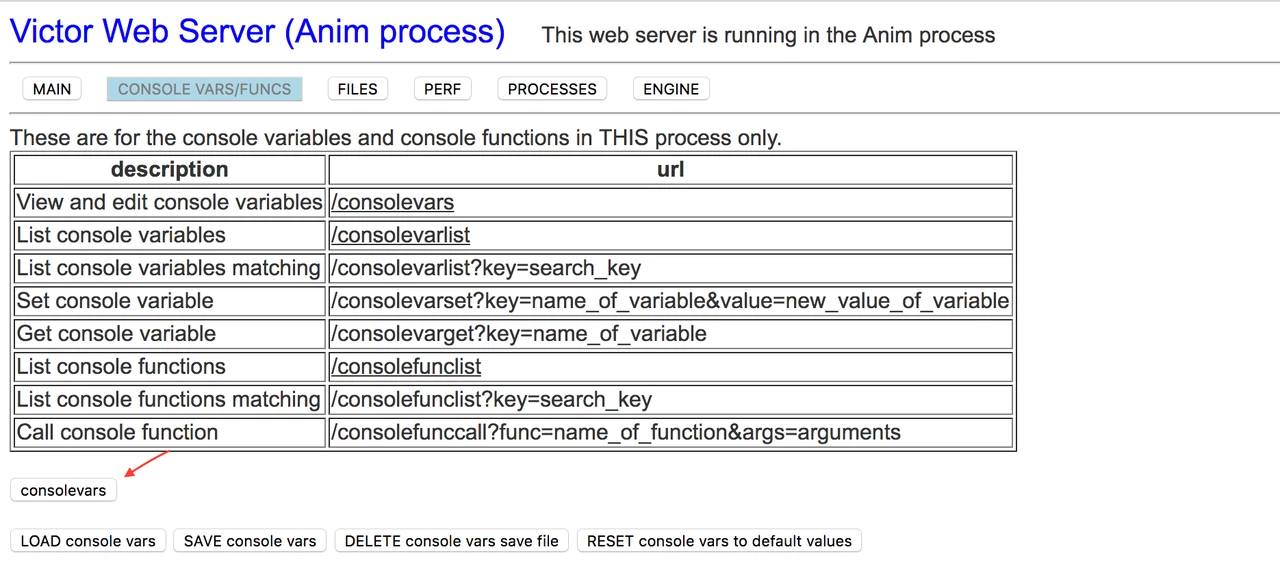 Victor Web Server (Anim process) This web server is running in the Anim process
MAIN CONSOLE VARS/FUNCS FILES PERF PROCESSES ENGINE
These are for the console variables and console functions in THIS process only.
description url
View and edit console variables /consolevars
List console variables /consolevarlist
List console variables matching /consolevarlist?key=search_key
Set console variable /consolevarset?key=name_of_variable&value=new_value_of_variable
Get console variable /consolevarget?key=name_of_variable
List console functions /consolefunclist
List console functions matching /consolefunclist?key=search_key
Call console function /consolefunccall?func=name_of_function&args=arguments
consolevars
LOAD console vars SAVE console vars DELETE console vars save file RESET console vars to default values